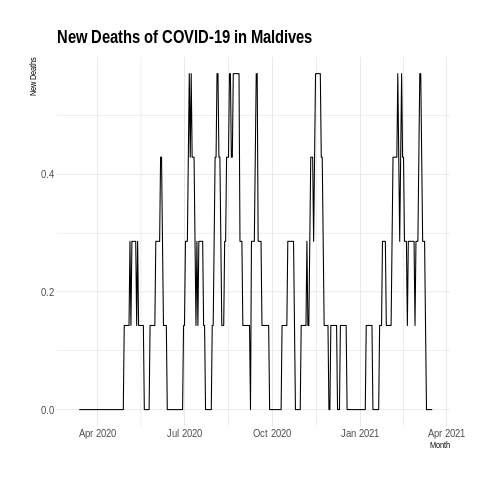 New Deaths of COVID-19 in Maldives
New Deaths
0.4
0.2
0.0
Apr 2020 Jul 2020 Oct 2020 Jan 2021 Apr 2021
Month